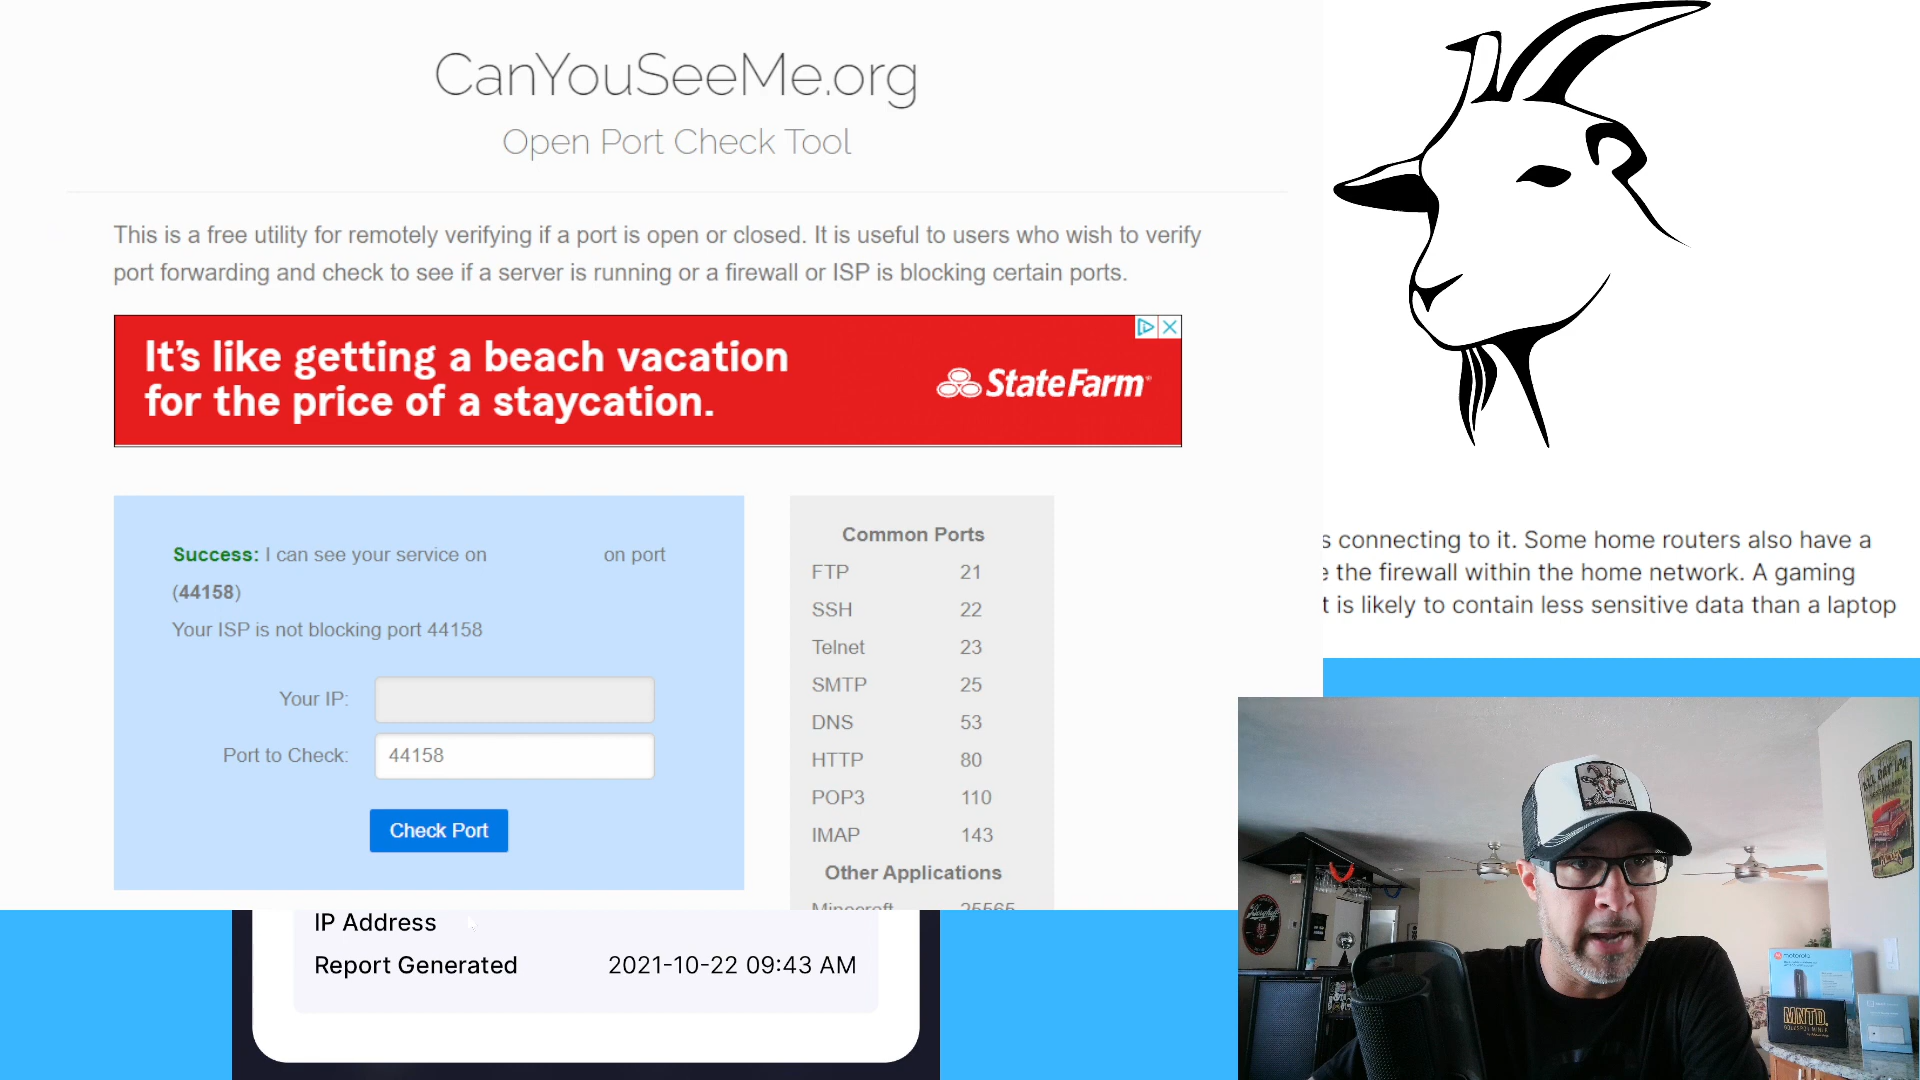 CanYouSeeMe.org
Open Port Check Tool
This is a free utility for remotely verifying if a port is open or closed. It is useful to users who wish to verify
port forwarding and check to see if a server is running or a firewall or ISP is blocking certain ports.
It's like getting a beach vacation
for the price of a staycation.
StateFarm
Success: I can see your service on on port
(44158)
Your ISP is not blocking port 44158
Your IP:
Port to Check: 44158
Check Port
Common Ports
FTP 21
SSH 22
Telnet 23
SMTP 25
DNS 53
HTTP 80
POP3 110
IMAP 143
Other Applications
Minecraft 25565
s connecting to it. Some home routers also have a
e the firewall within the home network. A gaming
t is likely to contain less sensitive data than a laptop
IP Address
Report Generated 2021-10-22 09:43 AM
ALL DAY IPA
motorola
MNTD.